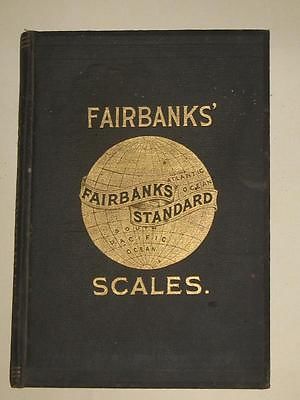 FAIRBANKS'
ATLANTIC
OCEAN
FAIRBANKS
STANDARD
SOUTH
PACIFIC
OCEAN
SCALES.